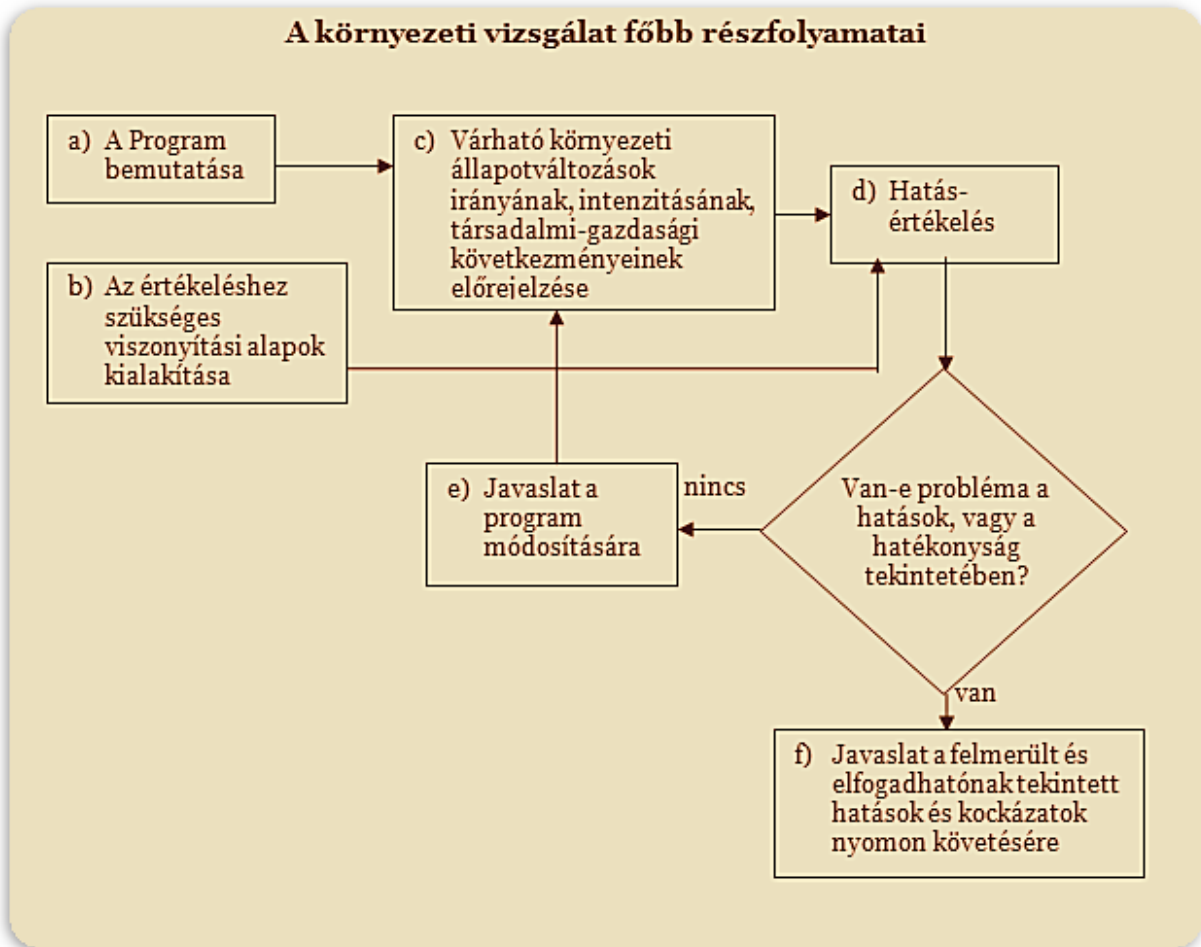 A környezeti vizsgálat főbb részfolyamatai
a) A Program
bemutatása
c) Várható környezeti
állapotváltozások
irányának, intenzitásának,
társadalmi-gazdasági
következményeinek
előrejelzése
d) Hatás-
értékelés
b) Az értékeléshez
szükséges
viszonyítási alapok
kialakítása
e) Javaslat a
program
módosítására
nincs
Van-e probléma a
hatások, vagy a
hatékonyság
tekintetében?
van
f) Javaslat a felmerült és
elfogadhatónak tekintett
hatások és kockázatok
nyomon követésére